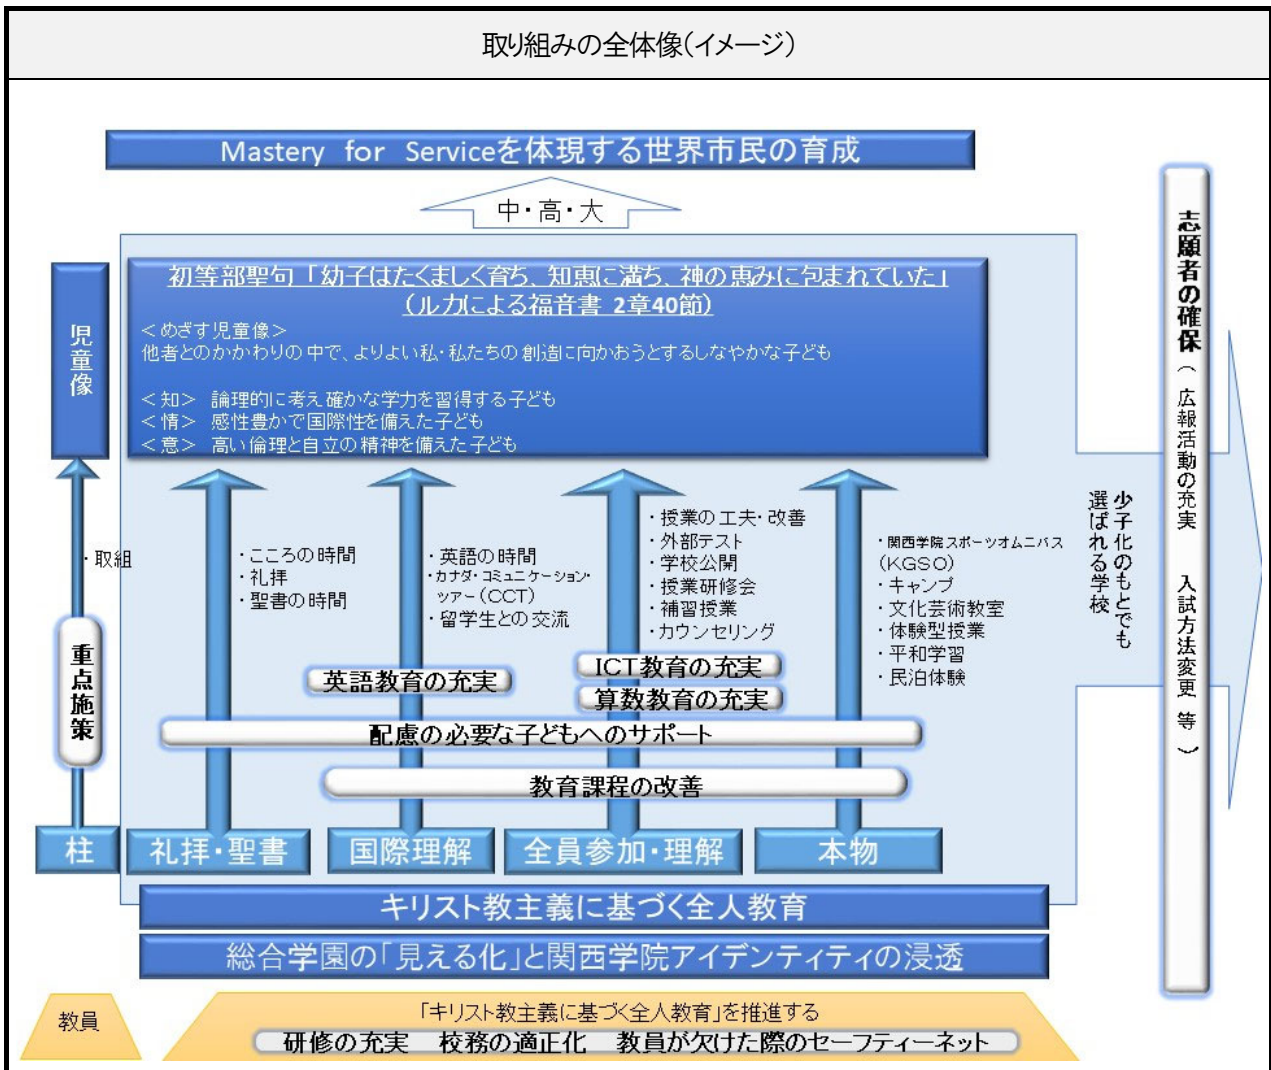 取り組みの全体像(イメージ)
Mastery for Serviceを体現する世界市民の育成
中・高・大
児童像
初等部聖句「幼子はたくましく育ち、知恵に満ち、神の恵みに包まれていた」
(ルカによる福音書 2章40節)
＜めざす児童像＞
他者とのかかわりの中で、よりよい私・私たちの創造に向かおうとするしなやかな子ども
＜知＞ 論理的に考え確かな学力を習得する子ども
＜情＞ 感性豊かで国際性を備えた子ども
＜意＞ 高い倫理と自立の精神を備えた子ども
・取組
・こころの時間
・礼拝
・聖書の時間
・英語の時間
・カナダ・コミュニケーション・
ツアー(CCT)
・留学生との交流
・授業の工夫・改善
・外部テスト
・学校公開
・授業研修会
・補習授業
・カウンセリング
・関西学院スポーツオムニバス
(KGSO)
・キャンプ
・文化芸術教室
・体験型授業
・平和学習
・民泊体験
重点施策
英語教育の充実
ICT教育の充実
算数教育の充実
配慮の必要な子どもへのサポート
教育課程の改善
柱
礼拝・聖書
国際理解
全員参加・理解
本物
キリスト教主義に基づく全人教育
総合学園の「見える化」と関西学院アイデンティティの浸透
教員
「キリスト教主義に基づく全人教育」を推進する
研修の充実 校務の適正化 教員が欠けた際のセーフティーネット
少子化のもとでも
選ばれる学校
志願者の確保(広報活動の充実 入試方法変更 等)